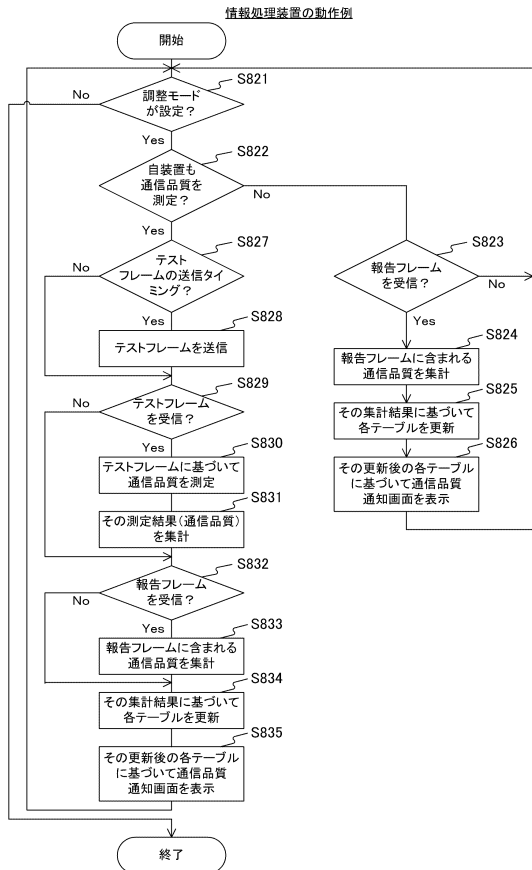 情報処理装置の動作例
開始
S821
調整モード
が設定？
No
Yes
S822
自装置も
通信品質を
測定？
No
Yes
S827
テスト
フレームの送信タイ
ミング？
No
Yes
S828
テストフレームを送信
S829
テストフレーム
を受信？
No
Yes
S830
テストフレームに基づいて
通信品質を測定
S831
その測定結果（通信品質）
を集計
S832
報告フレーム
を受信？
No
Yes
S833
報告フレームに含まれる
通信品質を集計
S834
その集計結果に基づいて
各テーブルを更新
S835
その更新後の各テーブル
に基づいて通信品質
通知画面を表示
終了
S823
報告フレーム
を受信？
No
Yes
S824
報告フレームに含まれる
通信品質を集計
S825
その集計結果に基づいて
各テーブルを更新
S826
その更新後の各テーブル
に基づいて通信品質
通知画面を表示